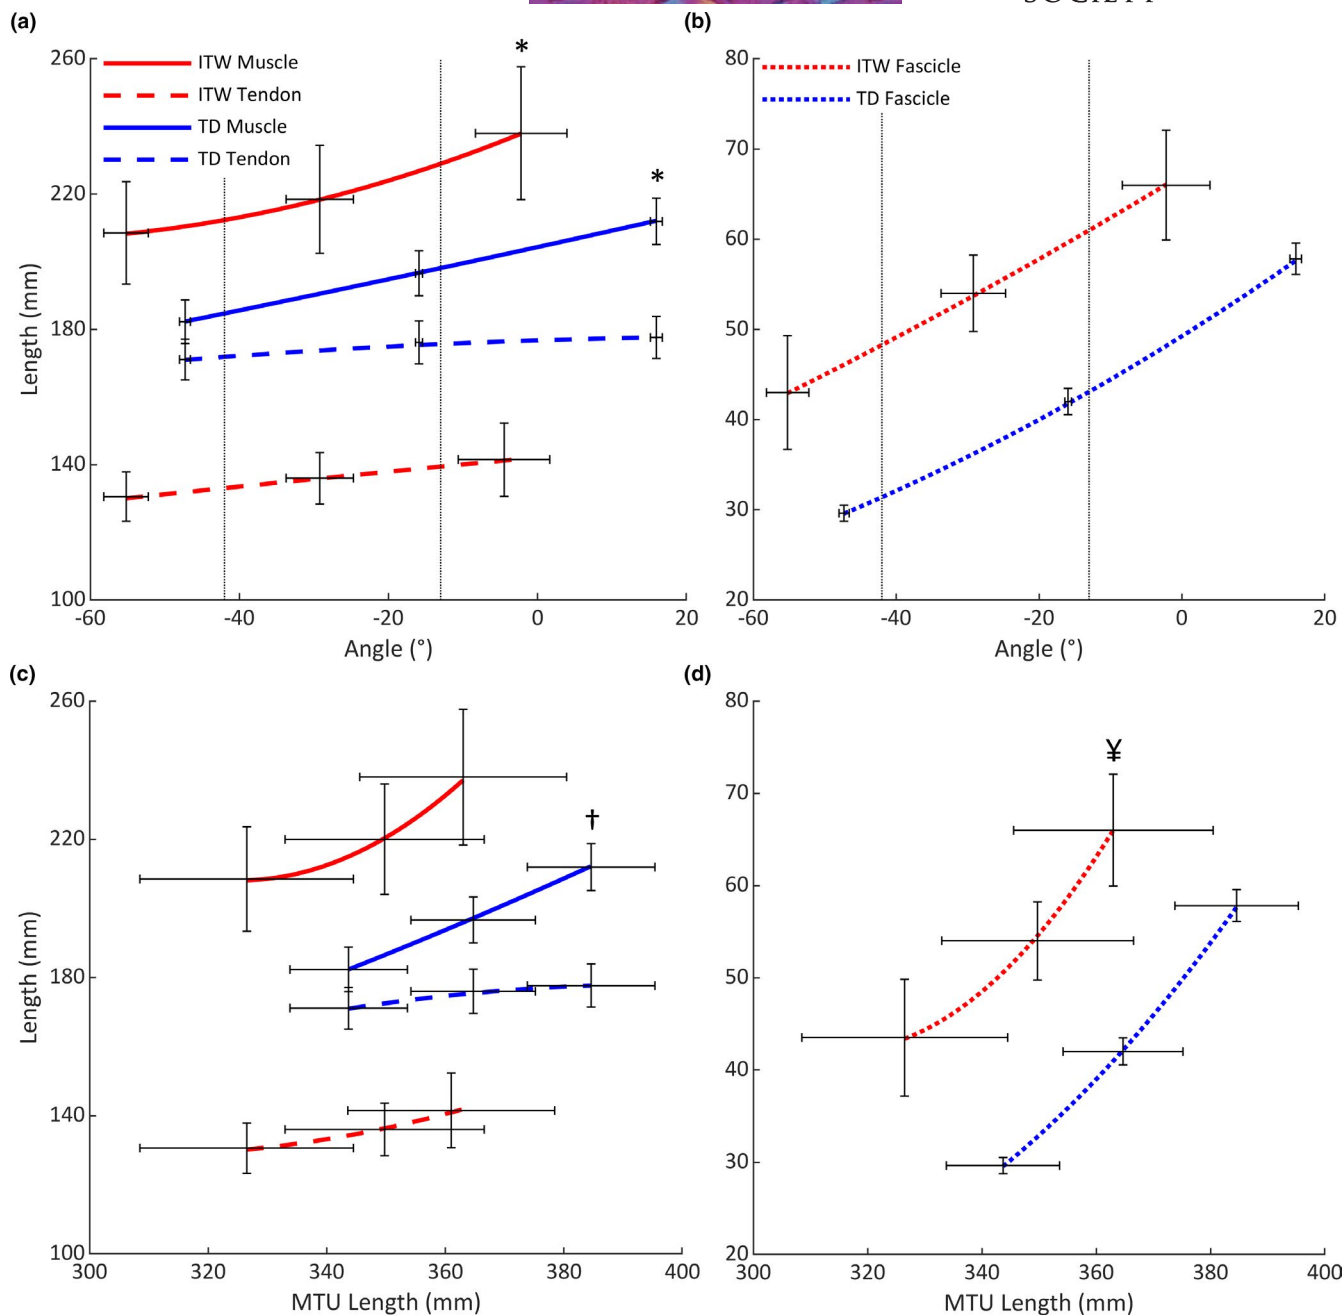 SOCIETY
(a)
(b)
260
220
180
140
100
Length (mm)
ITW Muscle
ITW Tendon
TD Muscle
TD Tendon
*
*
-60
-40
-20
0
20
Angle (°)
80
70
60
50
40
30
20
ITW Fascicle
TD Fascicle
-60
-40
-20
0
20
Angle (°)
(c)
(d)
260
220
180
140
100
Length (mm)
†
300
320
340
360
380
400
MTU Length (mm)
80
70
60
50
40
30
20
¥
300
320
340
360
380
400
MTU Length (mm)